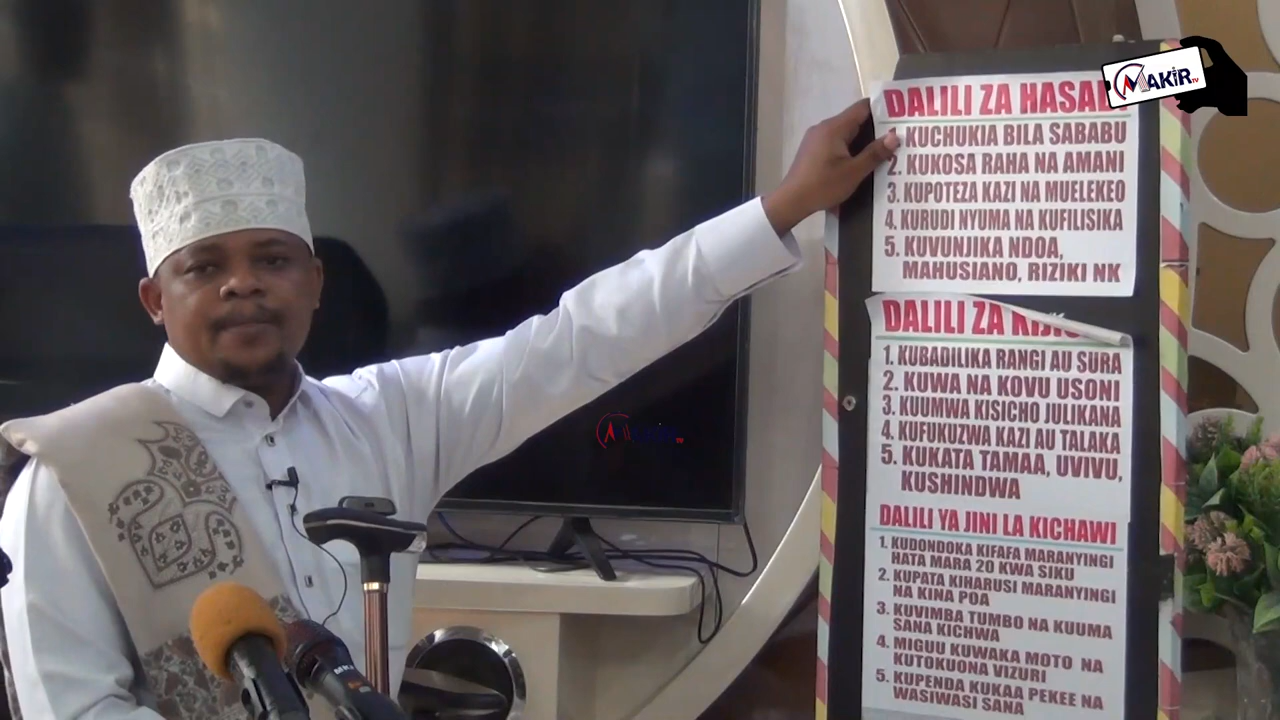 MAKIR TV
DALILI ZA HASADI
1. KUCHUKIA BILA SABABU
2. KUKOSA RAHA NA AMANI
3. KUPOTEZA KAZI NA MUELEKEO
4. KURUDI NYUMA NA KUFILISIKA
5. KUVUNJIKA NDOA,
MAHUSIANO, RIZIKI NK
DALILI ZA
1. KUBADILIKA RANGI AU SURA
2. KUWA NA KOVU USONI
3. KUUMWA KISICHO JULIKANA
4. KUFUKUZWA KAZI AU TALAKA
5. KUKATA TAMAA, UVIVU,
KUSHINDWA
DALILI YA JINI LA KICHAWI
1. KUDONDOKA KIFAFA MARANYINGI
HATA MARA 20 KWA SIKU
2. KUPATA KIHARUSI MARANYINGI
NA KINA POA
3. KUVIMBA TUMBO NA KUUMA
SANA KICHWA
4. MIGUU KUWAKA MOTO NA
KUTOKUONA VIZURI
5. KUPENDA KUKAA PEKEE NA
WASIWASI SANA